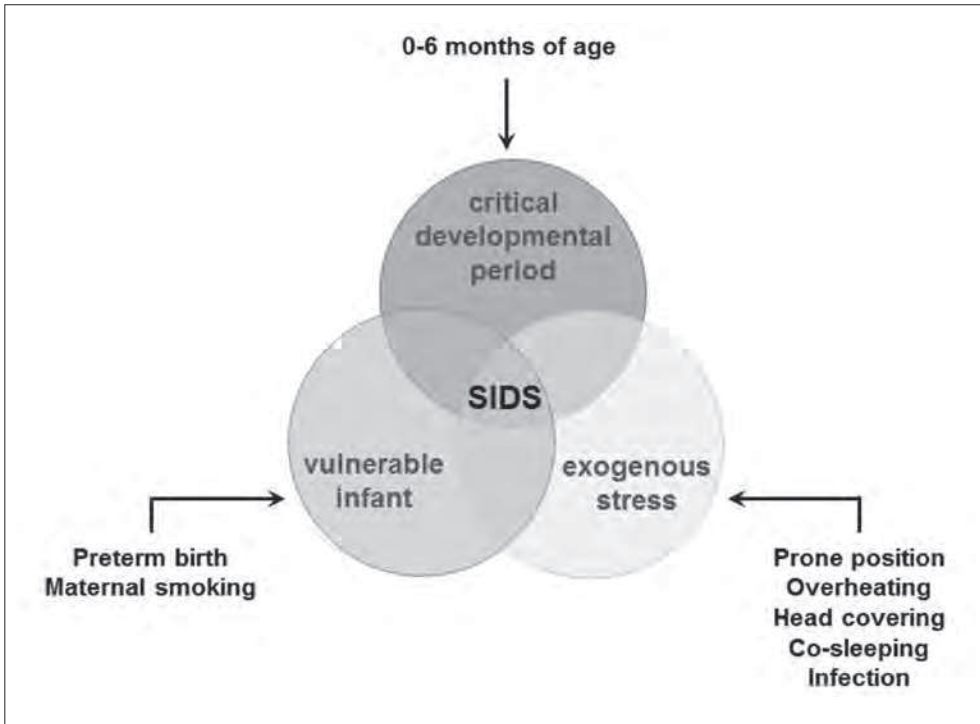 0-6 months of age
critical
developmental
period
SIDS
vulnerable
infant
exogenous
stress
Preterm birth
Maternal smoking
Prone position
Overheating
Head covering
Co-sleeping
Infection